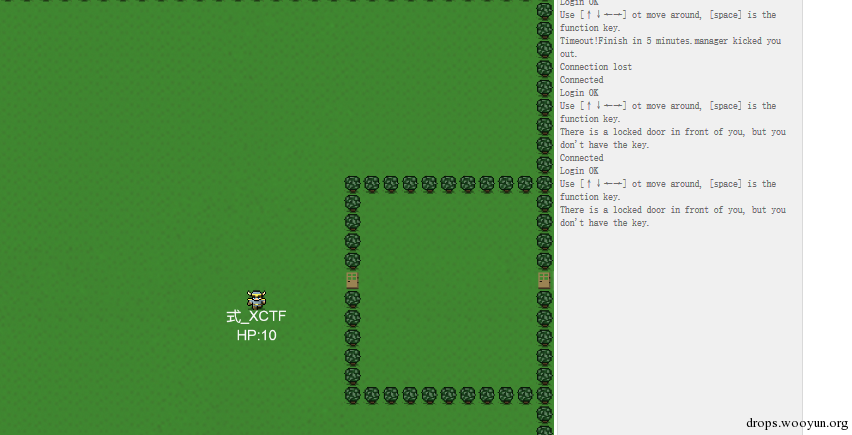 Login OK
Use [↑↓←→] ot move around, [space] is the
function key.
Timeout!Finish in 5 minutes.manager kicked you
out.
Connection lost
Connected
Login OK
Use [↑↓←→] ot move around, [space] is the
function key.
There is a locked door in front of you, but you
don't have the key.
Connected
Login OK
Use [↑↓←→] ot move around, [space] is the
function key.
There is a locked door in front of you, but you
don't have the key.
式_XCTF
HP:10
drops.wooyun.org